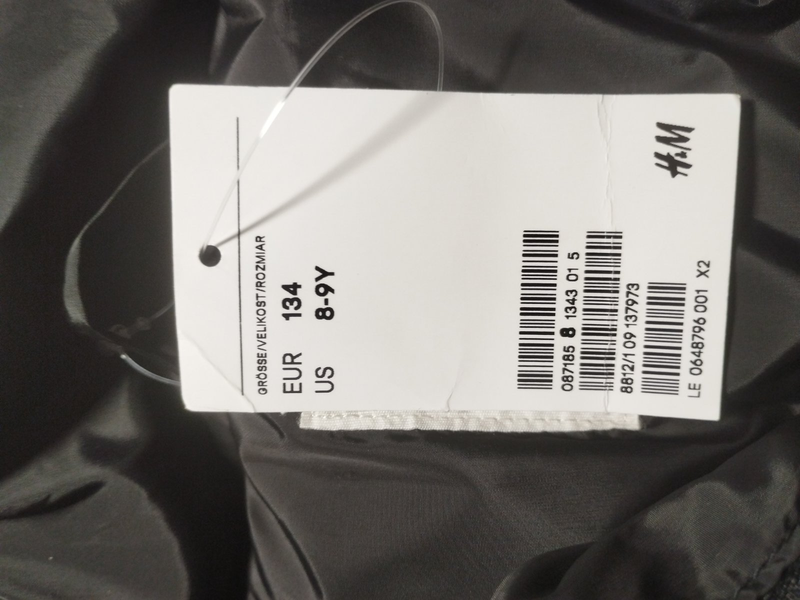 GRÖSSE/VELIKOST/ROZMIAR
EUR 134
US 8-9Y
087185 8 1343 01 5
8812/1 09 137973
LE 0648796 001 X2
H&M